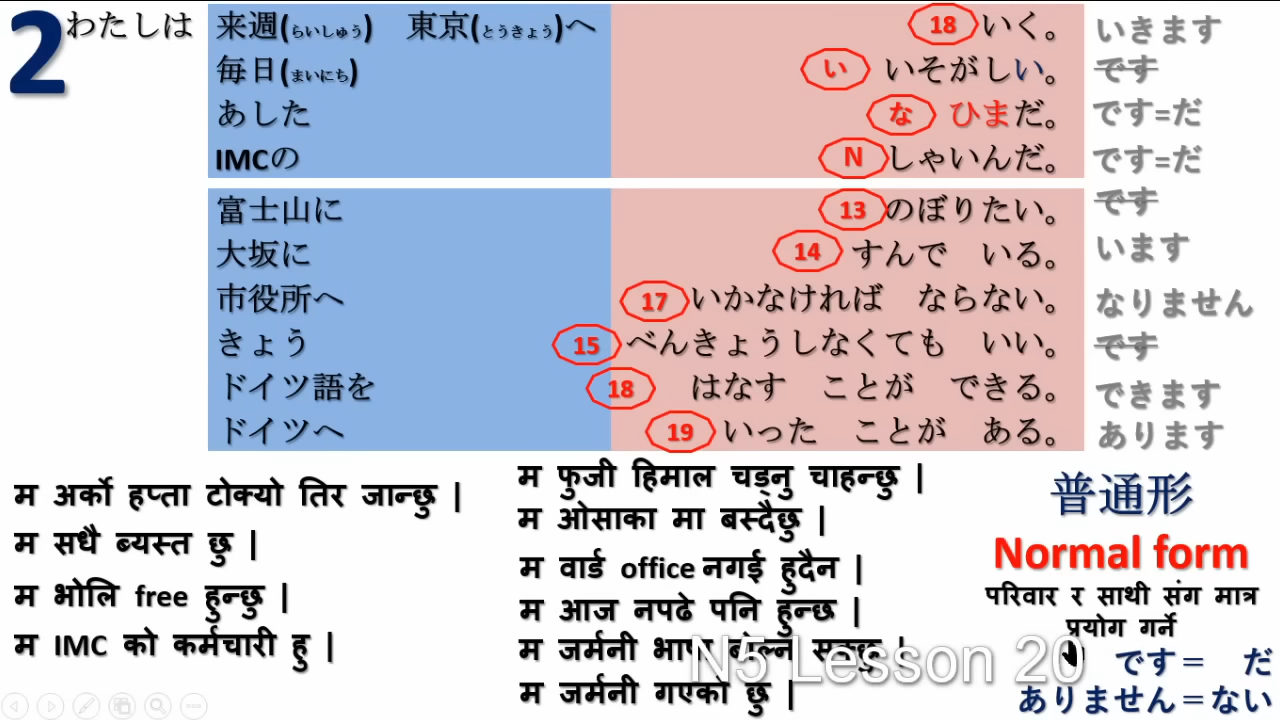 2 わたしは 来週(らいしゅう) 東京(とうきょう)へ 18 いく。 いきます
毎日(まいにち) い いそがしい。 です
あした な ひまだ。 です=だ
IMCの N しゃいんだ。 です=だ
富士山に 13 のぼりたい。 です
大坂に 14 すんで いる。 います
市役所へ 17 いかなければ ならない。 なりません
きょう 15 べんきょうしなくても いい。 です
ドイツ語を 18 はなす ことが できる。 できます
ドイツへ 19 いった ことが ある。 あります
म अर्को हप्ता टोक्यो तिर जान्छु |
म सधै ब्यस्त छु |
म भोलि free हुन्छु |
म IMC को कर्मचारी हु |
म फुजी हिमाल चड्नु चाहन्छु |
म ओसाका मा बस्दैछु |
म वार्ड office नगई हुदैन |
म आज नपढे पनि हुन्छ |
म जर्मनी
म जर्मनी गएको छु |
普通形
Normal form
परिवार र साथी संग मात्र
प्रयोग गर्ने
です＝ だ
ありません＝ない
N5 Lesson 20